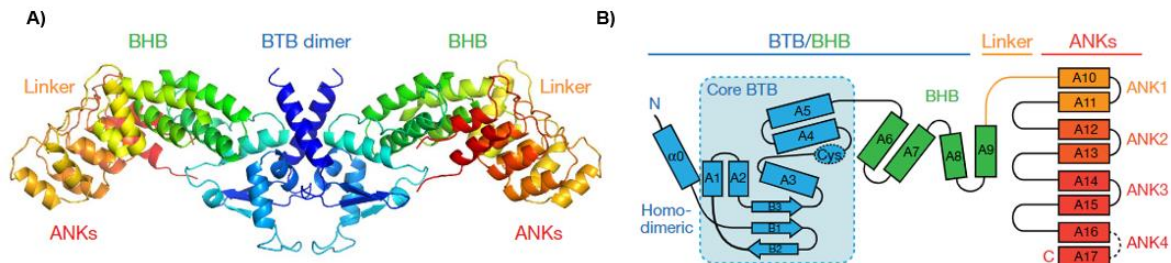 A)
BHB
BTB dimer
BHB
Linker
Linker
ANKs
ANKs
B)
BTB/BHB
Linker
ANKs
Core BTB
N
α0
A1
A2
A3
A4
A5
Cys
B3
B1
B2
Homo-
dimeric
BHB
A6
A7
A8
A9
A10
A11
ANK1
A12
A13
ANK2
A14
A15
ANK3
A16
A17
ANK4
C